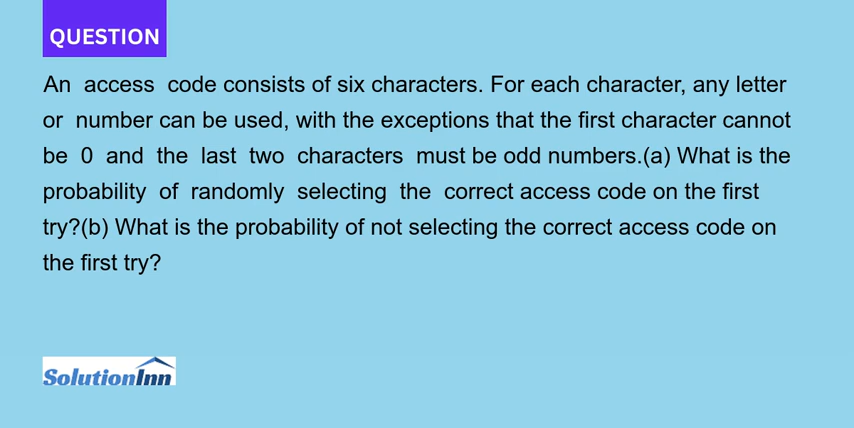 QUESTION
An access code consists of six characters. For each character, any letter
or number can be used, with the exceptions that the first character cannot
be 0 and the last two characters must be odd numbers.(a) What is the
probability of randomly selecting the correct access code on the first
try?(b) What is the probability of not selecting the correct access code on
the first try?
SolutionInn